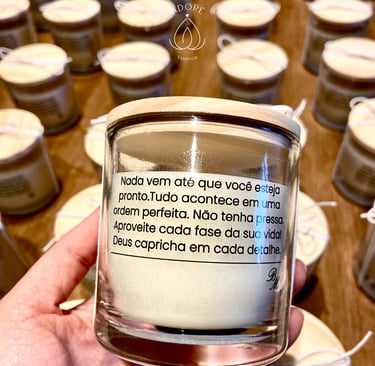 ADOPE
Nada vem até que você esteja
pronto.Tudo acontece em uma
ordem perfeita. Não tenha pressa.
Aproveite cada fase da sua vida!
Deus capricha em cada detalhe.